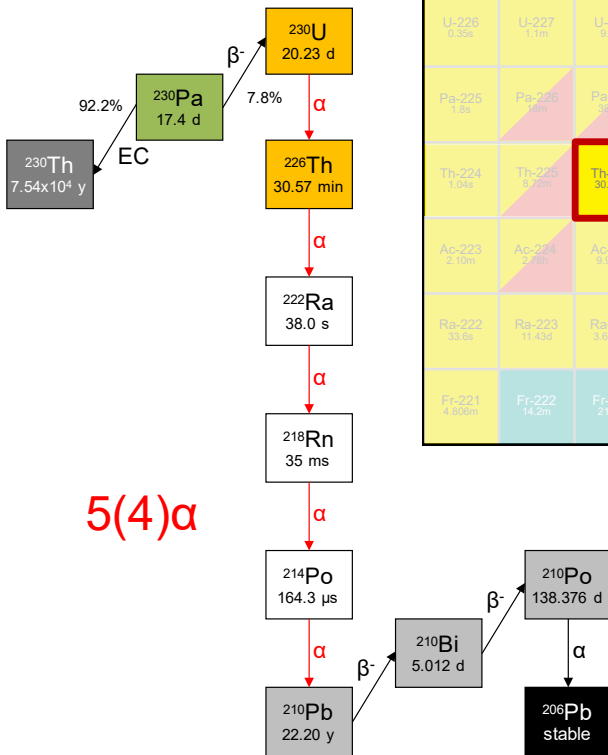 ²³⁰U
20.23 d
β⁻
7.8%
²³⁰Pa
17.4 d
92.2%
EC
²³⁰Th
7.54x10⁴ y
α
²²⁶Th
30.57 min
α
²²²Ra
38.0 s
α
²¹⁸Rn
35 ms
α
5(4)α
²¹⁴Po
164.3 µs
α
²¹⁰Pb
22.20 y
β⁻
²¹⁰Bi
5.012 d
β⁻
²¹⁰Po
138.376 d
α
²⁰⁶Pb
stable
U-226
0.35s
U-227
1.1m
Pa-225
1.8s
Pa-226
Th-224
1.04s
Th-225
8.72m
Ac-223
2.10m
Ac-224
2.78h
Ra-222
33.6s
Ra-223
11.43d
Fr-221
4.806m
Fr-222
14.2m